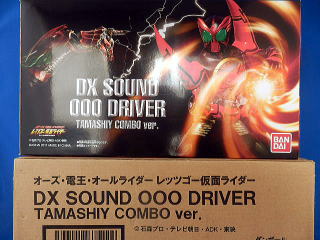 DX SOUND
OOO DRIVER
TAMASHIY COMBO ver.
BAN
DAI
オーズ・電王・オールライダー レッツゴー仮面ライダー
DX SOUND OOO DRIVER
TAMASHIY COMBO ver.
©石森プロ・テレビ朝日・ADK・東映